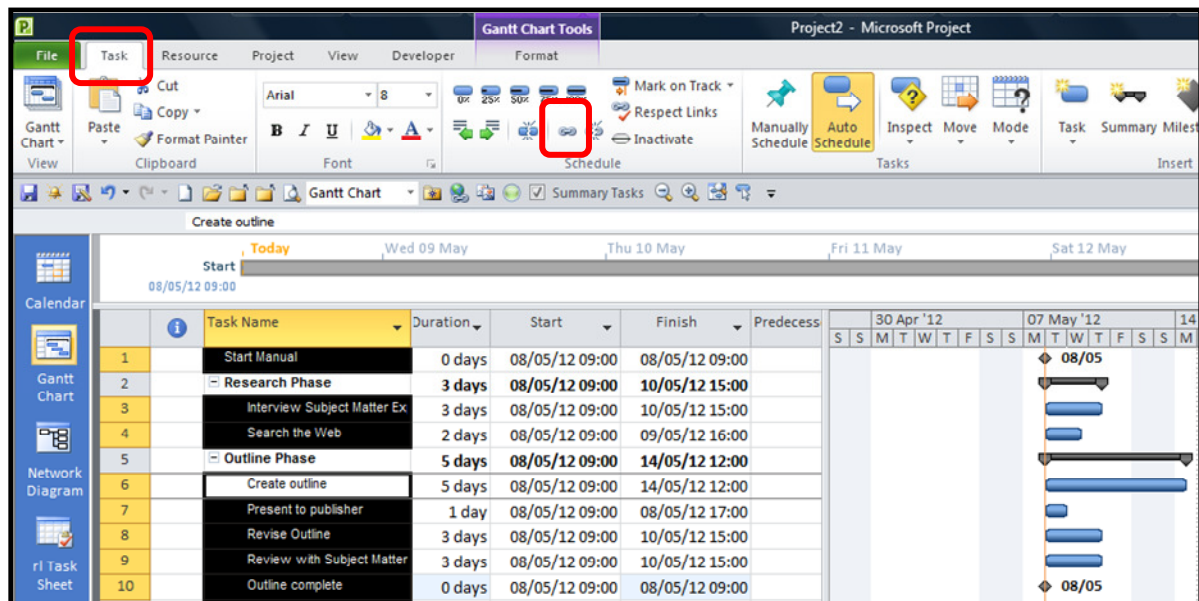 P
Gantt Chart Tools
Project2 - Microsoft Project
File Task Resource Project View Developer Format
Cut
Copy
Format Painter
Paste
Gantt
Chart
View
Clipboard
Arial 8
B I U A
Font
0% 25% 50%
Mark on Track
Respect Links
Inactivate
Schedule
Manually
Schedule
Auto
Schedule
Inspect Move Mode
Tasks
Task Summary Milest
Insert
Gantt Chart Summary Tasks
Create outline
Today Wed 09 May Thu 10 May Fri 11 May Sat 12 May
Start
08/05/12 09:00
Calendar
Gantt
Chart
Network
Diagram
rl Task
Sheet
Task Name Duration Start Finish Predecess 30 Apr '12 07 May '12 14
S S M T W T F S S M T W T F S S M
1 Start Manual 0 days 08/05/12 09:00 08/05/12 09:00 08/05
2 Research Phase 3 days 08/05/12 09:00 10/05/12 15:00
3 Interview Subject Matter Ex 3 days 08/05/12 09:00 10/05/12 15:00
4 Search the Web 2 days 08/05/12 09:00 09/05/12 16:00
5 Outline Phase 5 days 08/05/12 09:00 14/05/12 12:00
6 Create outline 5 days 08/05/12 09:00 14/05/12 12:00
7 Present to publisher 1 day 08/05/12 09:00 08/05/12 17:00
8 Revise Outline 3 days 08/05/12 09:00 10/05/12 15:00
9 Review with Subject Matter 3 days 08/05/12 09:00 10/05/12 15:00
10 Outline complete 0 days 08/05/12 09:00 08/05/12 09:00 08/05